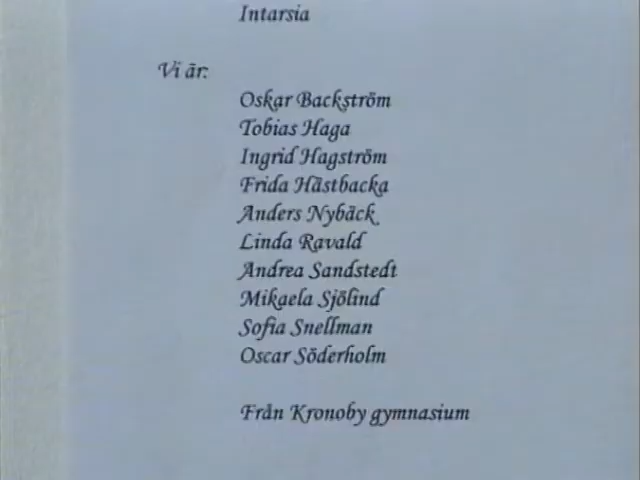 Intarsia
Vi är:
Oskar Backström
Tobias Haga
Ingrid Hagström
Frida Hästbacka
Anders Nybäck
Linda Ravald
Andrea Sandstedt
Mikaela Sjölind
Sofia Snellman
Oscar Söderholm
Från Kronoby gymnasium